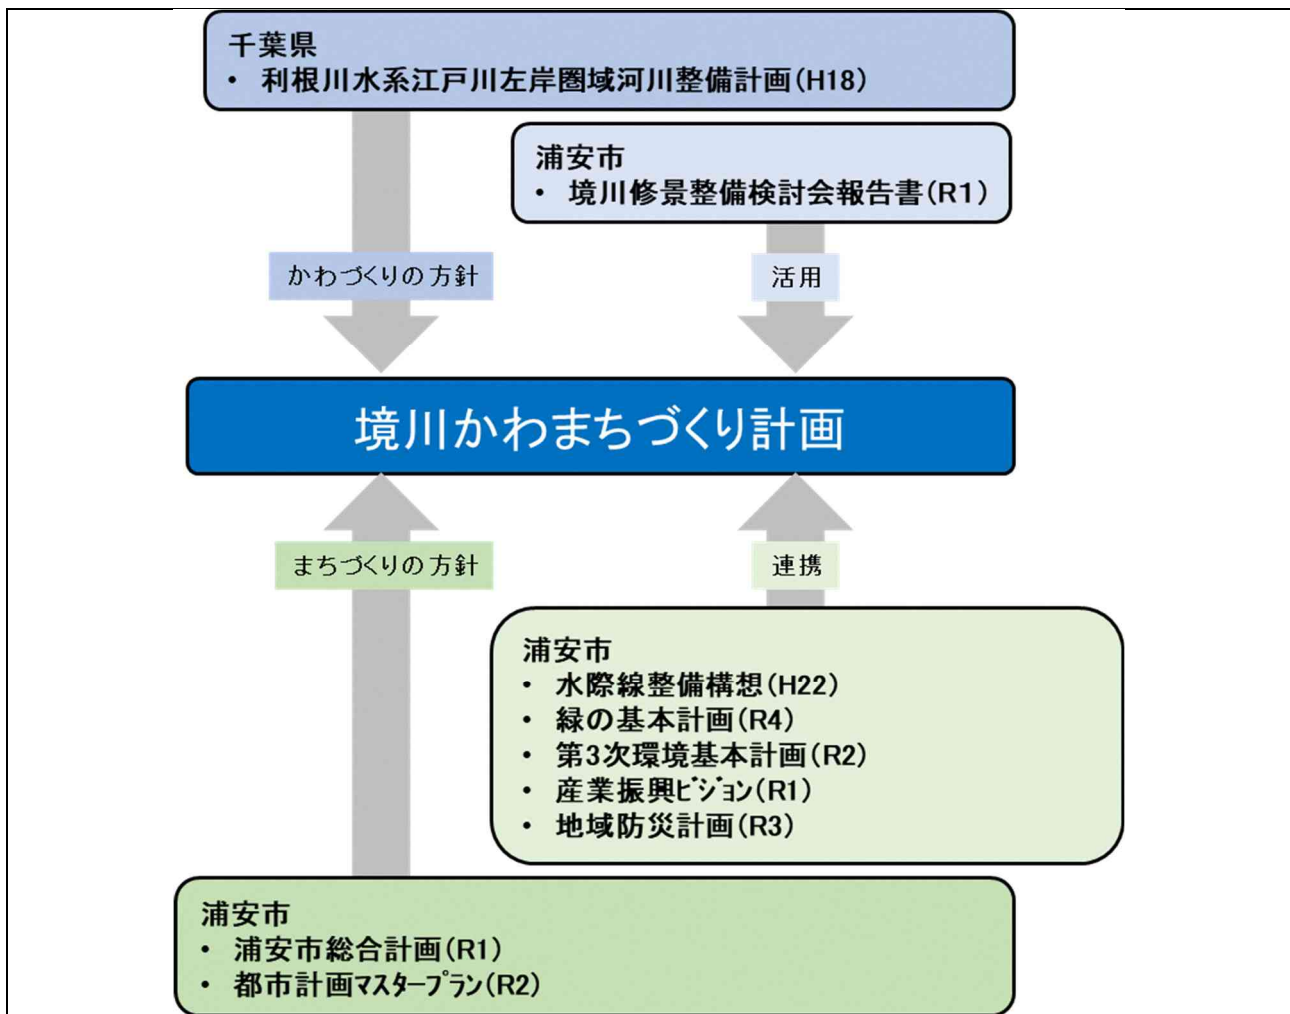 千葉県
• 利根川水系江戸川左岸圏域河川整備計画(H18)
浦安市
• 境川修景整備検討会報告書(R1)
かわづくりの方針
活用
境川かわまちづくり計画
まちづくりの方針
連携
浦安市
• 水際線整備構想(H22)
• 緑の基本計画(R4)
• 第3次環境基本計画(R2)
• 産業振興ﾋﾞｼﾞｮﾝ(R1)
• 地域防災計画(R3)
浦安市
• 浦安市総合計画(R1)
• 都市計画ﾏｽﾀｰﾌﾟﾗﾝ(R2)